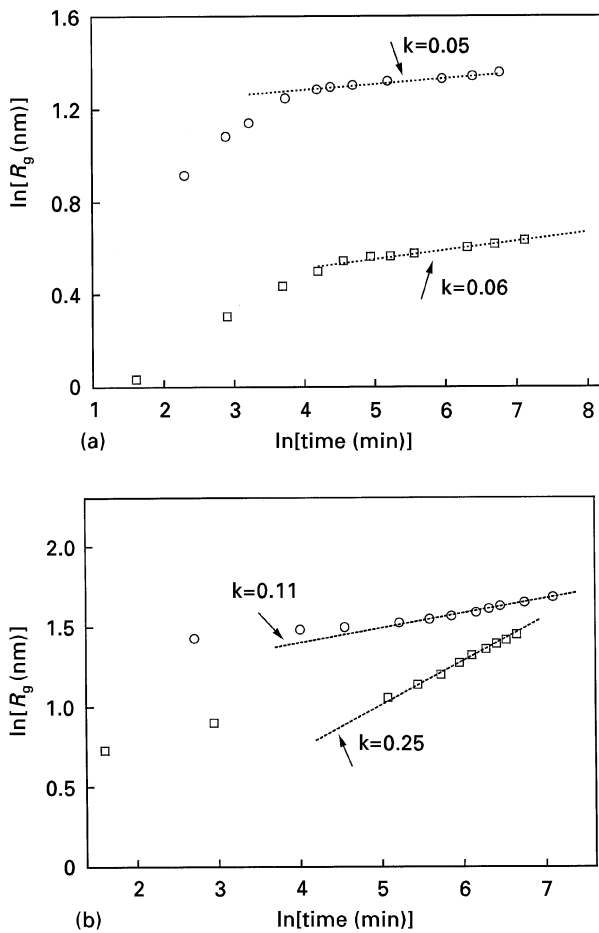 1.6
1.2
0.8
0.4
0
ln[R_g (nm)]
k=0.05
k=0.06
1 2 3 4 5 6 7 8
(a) ln[time (min)]
2.0
1.5
1.0
0.5
0
ln[R_g (nm)]
k=0.11
k=0.25
2 3 4 5 6 7
(b) ln[time (min)]